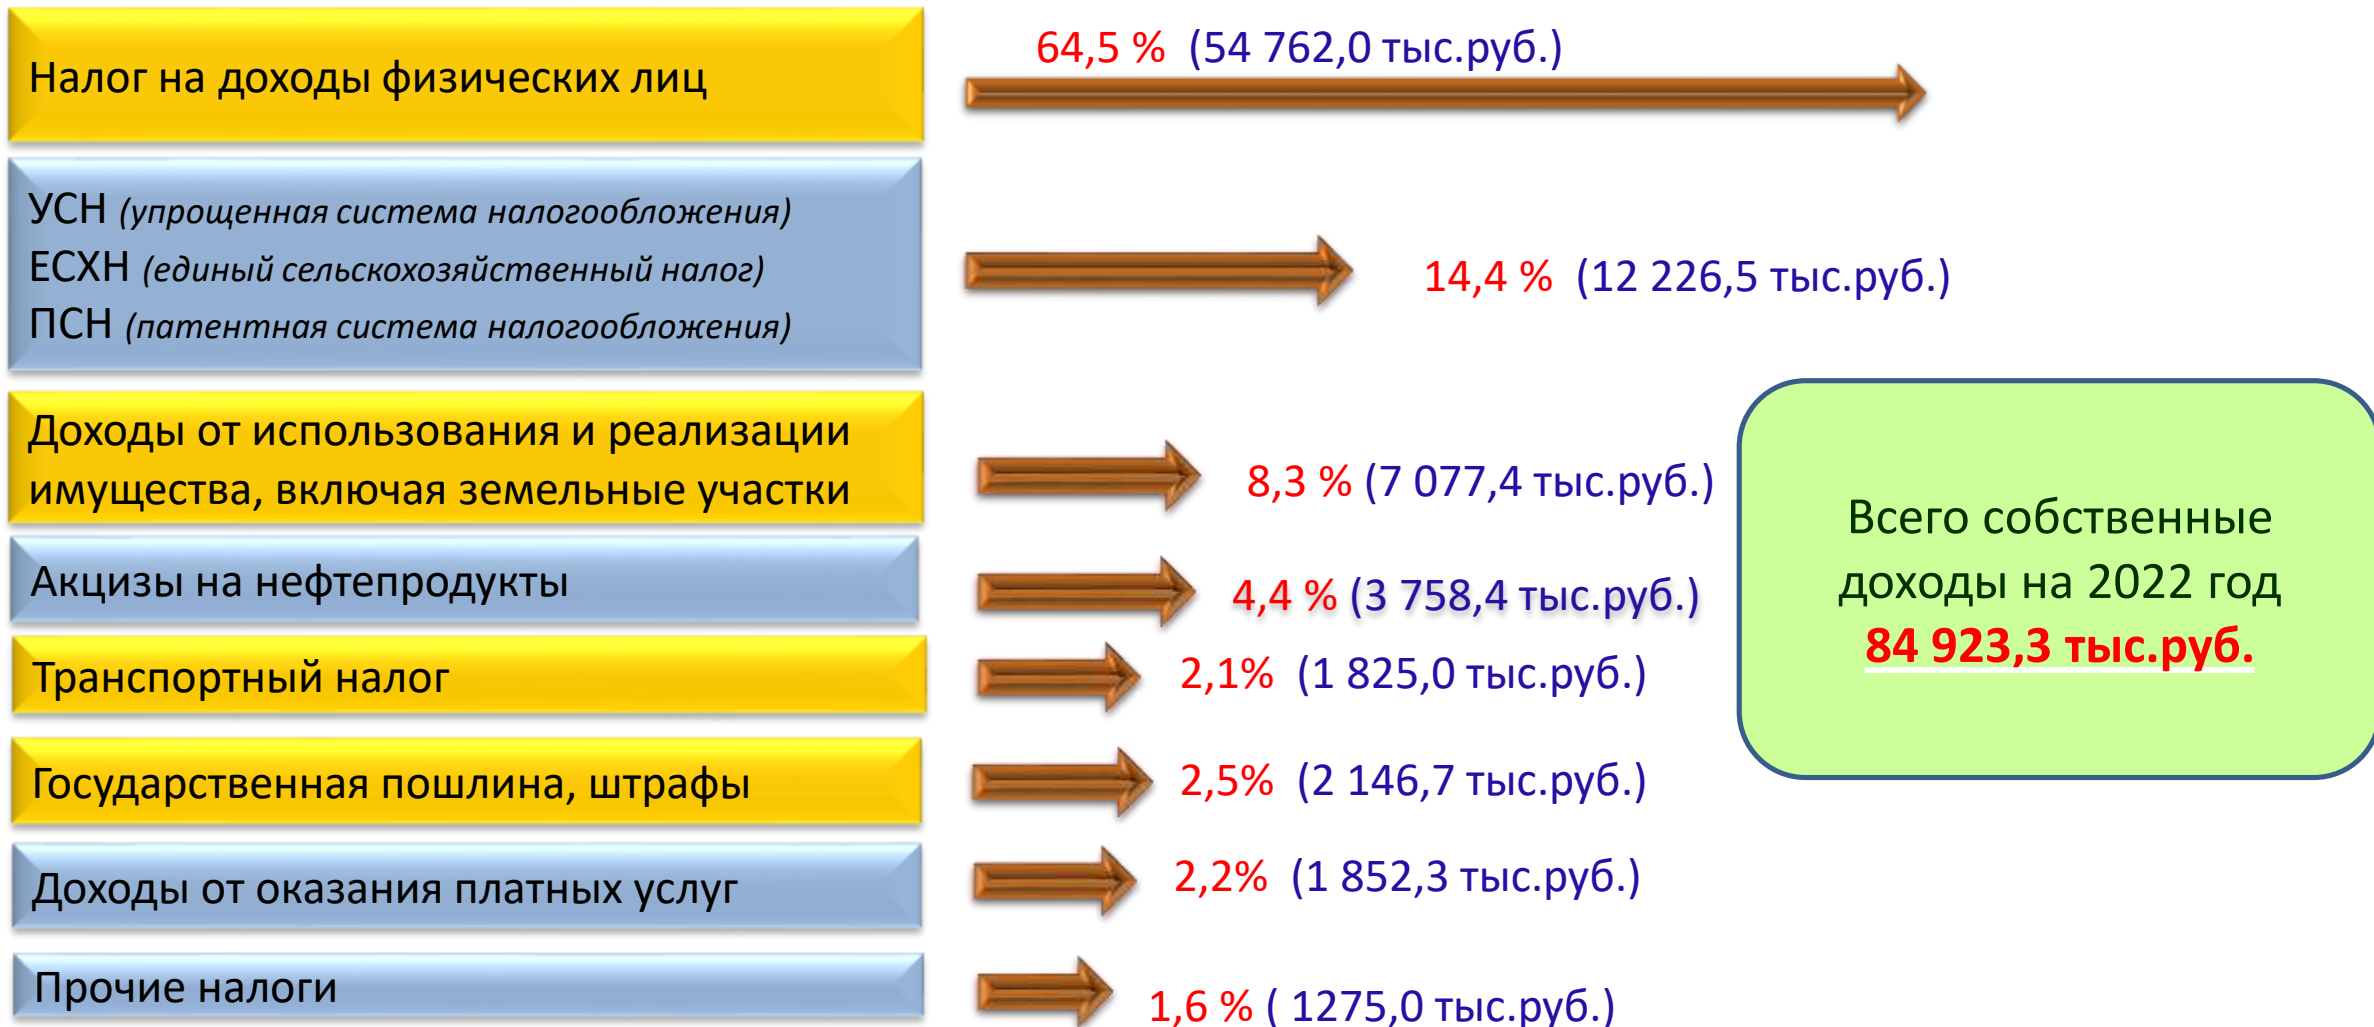 Налог на доходы физических лиц
64,5 % (54 762,0 тыс.руб.)
УСН (упрощенная система налогообложения)
ЕСХН (единый сельскохозяйственный налог)
ПСН (патентная система налогообложения)
14,4 % (12 226,5 тыс.руб.)
Доходы от использования и реализации
имущества, включая земельные участки
8,3 % (7 077,4 тыс.руб.)
Акцизы на нефтепродукты
4,4 % (3 758,4 тыс.руб.)
Транспортный налог
2,1% (1 825,0 тыс.руб.)
Государственная пошлина, штрафы
2,5% (2 146,7 тыс.руб.)
Доходы от оказания платных услуг
2,2% (1 852,3 тыс.руб.)
Прочие налоги
1,6 % ( 1275,0 тыс.руб.)
Всего собственные
доходы на 2022 год
84 923,3 тыс.руб.